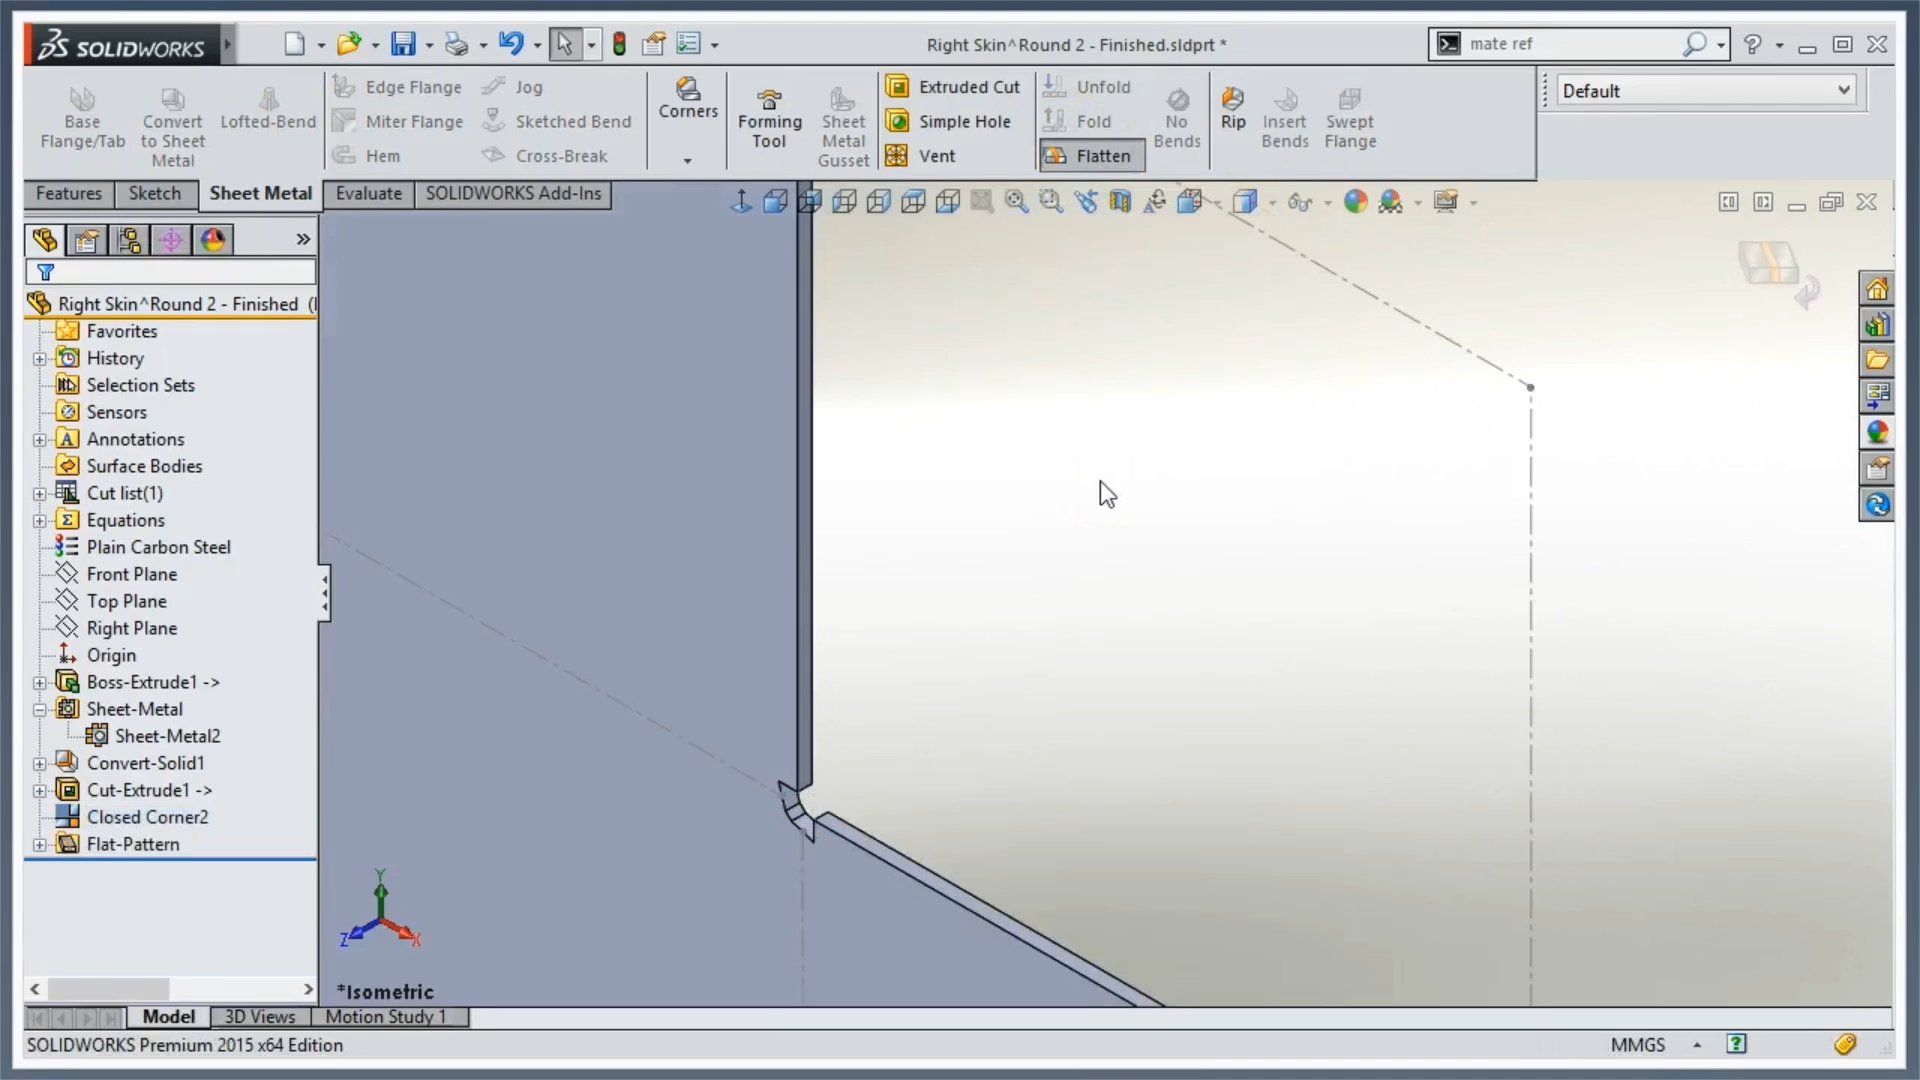 SOLIDWORKS
Right Skin^Round 2 - Finished.sldprt *
mate ref
Base Flange/Tab
Convert to Sheet Metal
Lofted-Bend
Edge Flange
Miter Flange
Hem
Jog
Sketched Bend
Cross-Break
Corners
Forming Tool
Sheet Metal Gusset
Extruded Cut
Simple Hole
Vent
Unfold
Fold
Flatten
No Bends
Rip
Insert Bends
Swept Flange
Default
Features
Sketch
Sheet Metal
Evaluate
SOLIDWORKS Add-Ins
Right Skin^Round 2 - Finished (
Favorites
History
Selection Sets
Sensors
Annotations
Surface Bodies
Cut list(1)
Equations
Plain Carbon Steel
Front Plane
Top Plane
Right Plane
Origin
Boss-Extrude1 ->
Sheet-Metal
Sheet-Metal2
Convert-Solid1
Cut-Extrude1 ->
Closed Corner2
Flat-Pattern
Y
Z
X
*Isometric
Model
3D Views
Motion Study 1
SOLIDWORKS Premium 2015 x64 Edition
MMGS